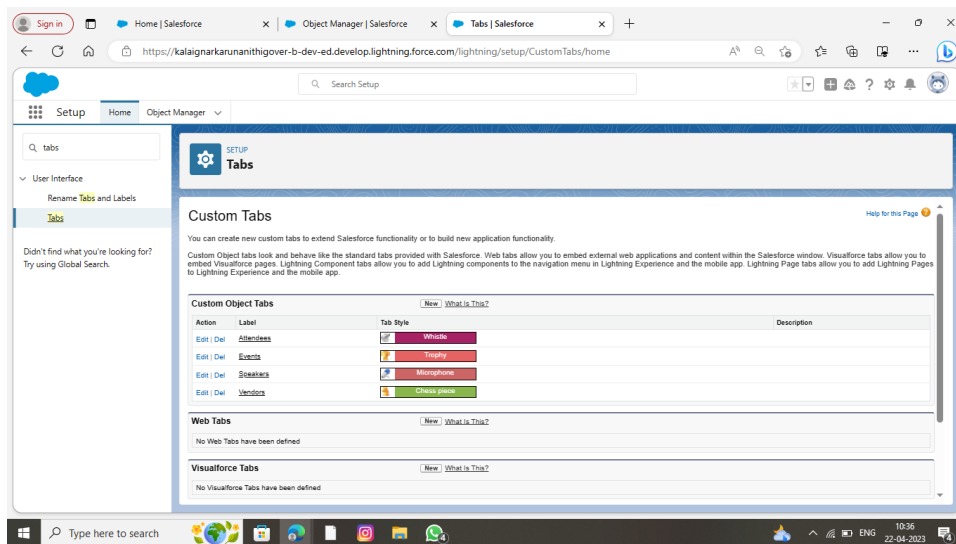 Sign in
Home | Salesforce
Object Manager | Salesforce
Tabs | Salesforce
https://kalaignarkarunanithigover-b-dev-ed.develop.lightning.force.com/lightning/setup/CustomTabs/home
Search Setup
Setup
Home
Object Manager
tabs
User Interface
Rename Tabs and Labels
Tabs
Didn't find what you're looking for?
Try using Global Search.
SETUP
Tabs
Custom Tabs
Help for this Page
You can create new custom tabs to extend Salesforce functionality or to build new application functionality.
Custom Object tabs look and behave like the standard tabs provided with Salesforce. Web tabs allow you to embed external web applications and content within the Salesforce window. Visualforce tabs allow you to
embed Visualforce pages. Lightning Component tabs allow you to add Lightning components to the navigation menu in Lightning Experience and the mobile app. Lightning Page tabs allow you to add Lightning Pages
to Lightning Experience and the mobile app.
Custom Object Tabs New What Is This?
Action Label Tab Style Description
Edit | Del Attendees Whistle
Edit | Del Events Trophy
Edit | Del Speakers Microphone
Edit | Del Vendors Chess piece
Web Tabs New What Is This?
No Web Tabs have been defined
Visualforce Tabs New What Is This?
No Visualforce Tabs have been defined
Type here to search
4
ENG
10:36
22-04-2023
4